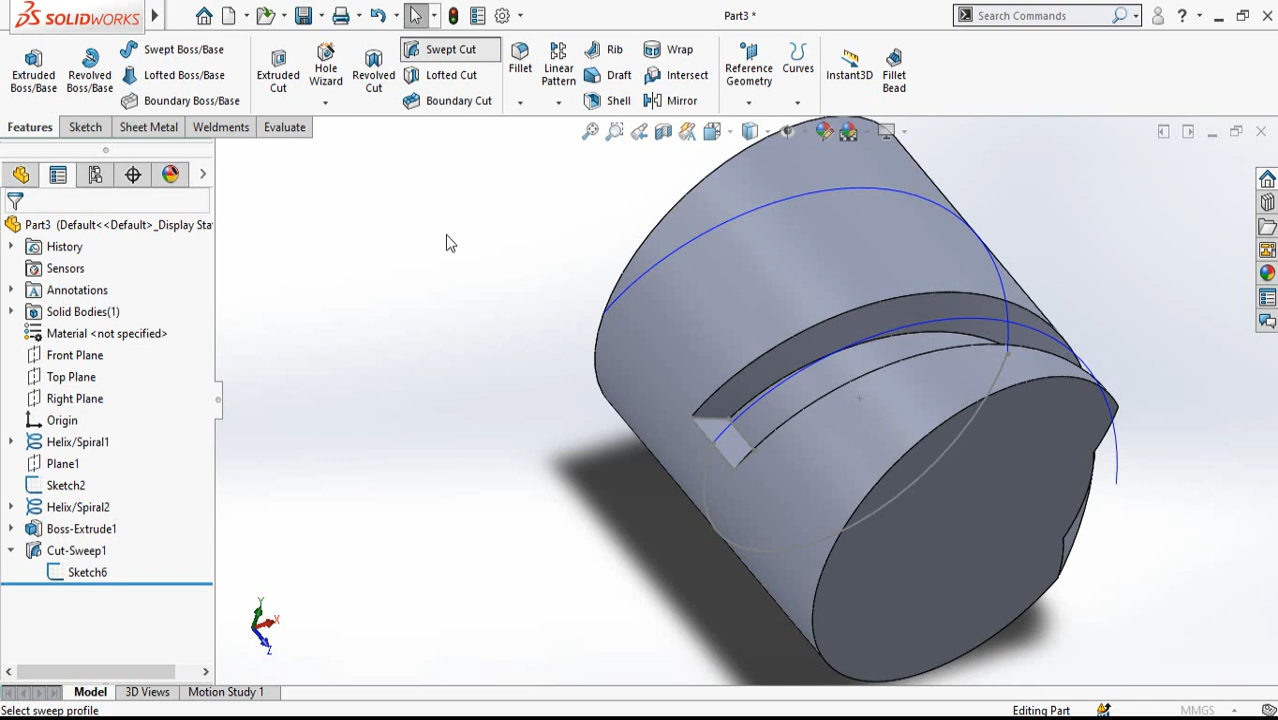 SOLIDWORKS
Part3 *
Search Commands
?
Extruded Boss/Base
Revolved Boss/Base
Swept Boss/Base
Lofted Boss/Base
Boundary Boss/Base
Extruded Cut
Hole Wizard
Revolved Cut
Swept Cut
Lofted Cut
Boundary Cut
Fillet
Linear Pattern
Rib
Draft
Shell
Wrap
Intersect
Mirror
Reference Geometry
Curves
Instant3D
Fillet Bead
Features
Sketch
Sheet Metal
Weldments
Evaluate
Part3 (Default<<Default>_Display Sta
History
Sensors
Annotations
Solid Bodies(1)
Material <not specified>
Front Plane
Top Plane
Right Plane
Origin
Helix/Spiral1
Plane1
Sketch2
Helix/Spiral2
Boss-Extrude1
Cut-Sweep1
Sketch6
Y
X
Z
Model
3D Views
Motion Study 1
Select sweep profile
Editing Part
MMGS